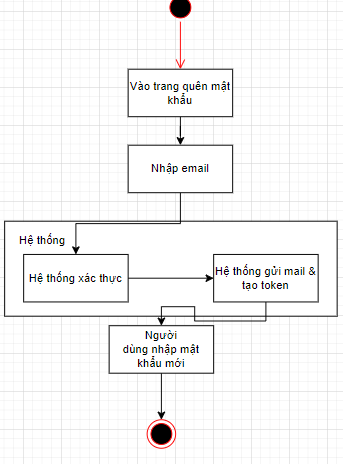 Vào trang quên mật
khẩu
Nhập email
Hệ thống
Hệ thống xác thực
Hệ thống gửi mail &
tạo token
Người
dùng nhập mật
khẩu mới